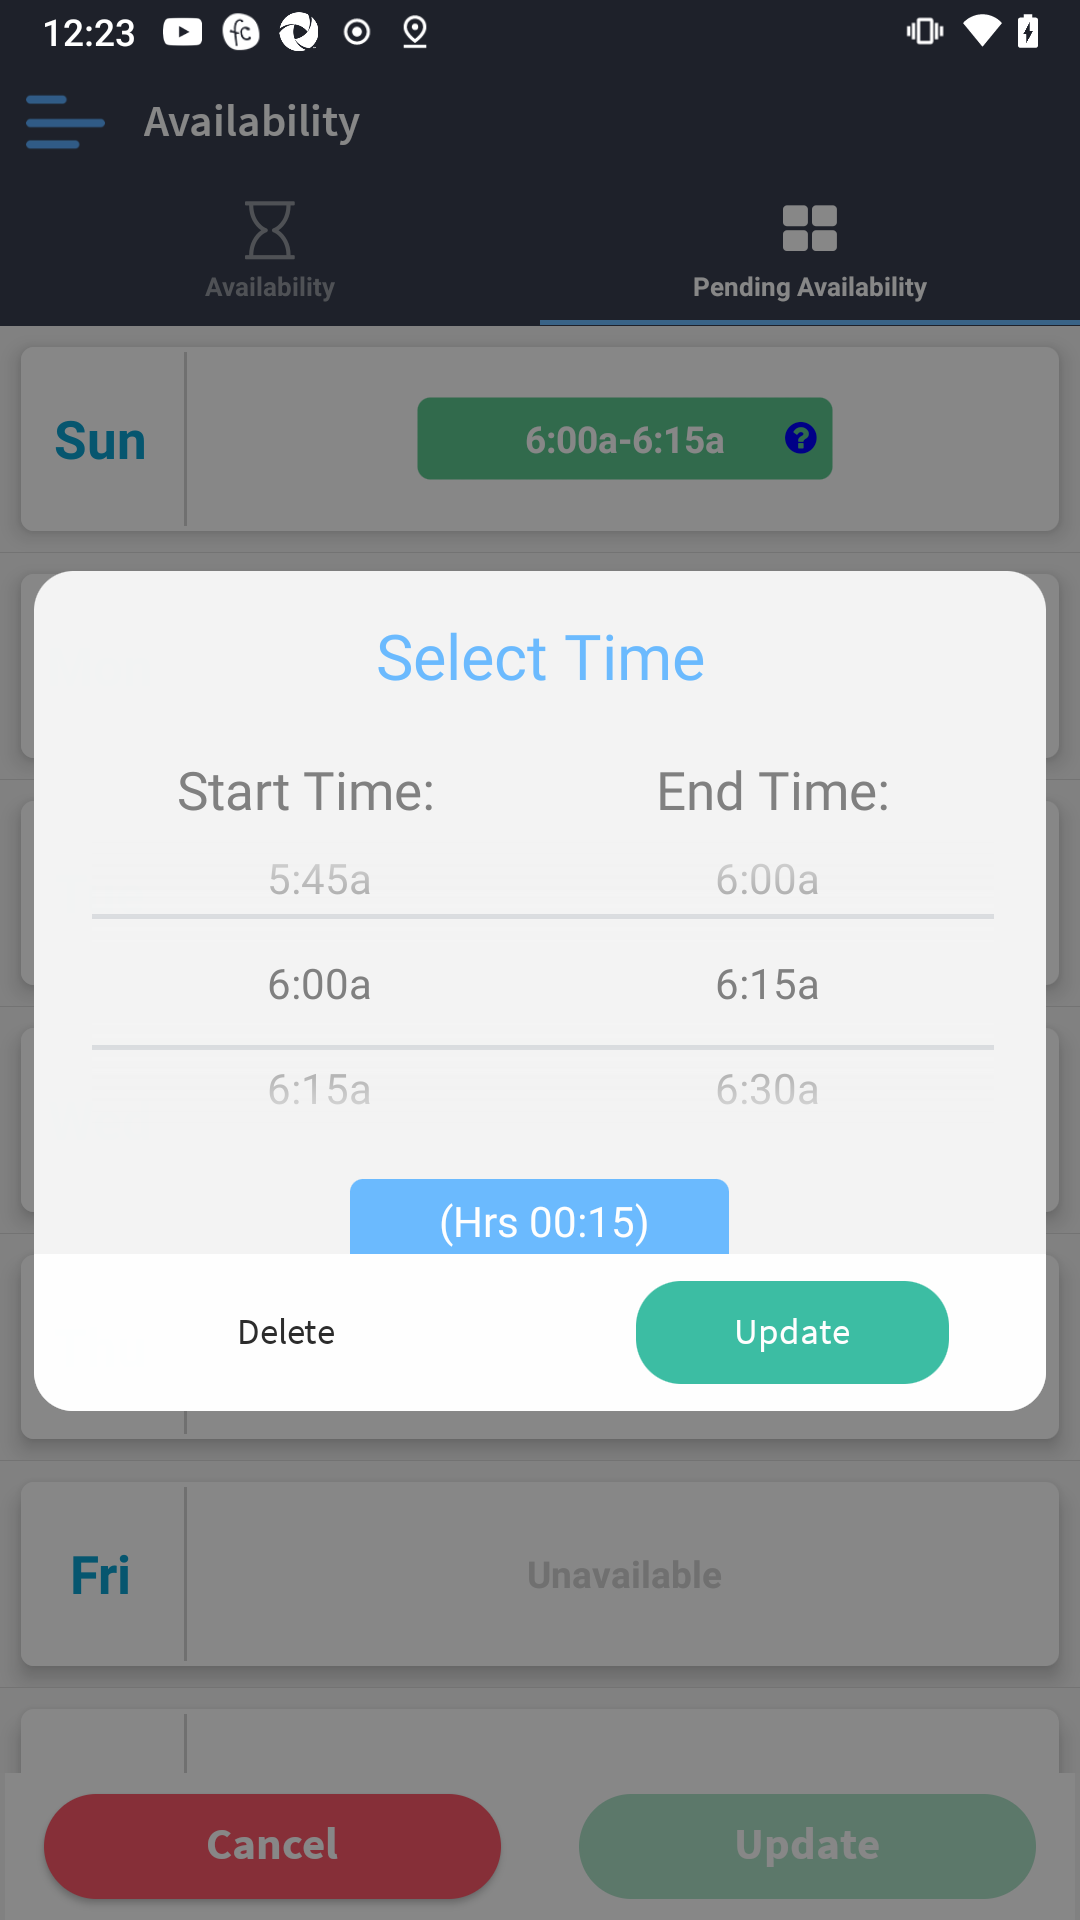 12:23
Availability
Availability
Pending Availability
Sun
6:00a-6:15a
Select Time
Start Time:
End Time:
5:45a
6:00a
6:00a
6:15a
6:15a
6:30a
(Hrs 00:15)
Delete
Update
Fri
Unavailable
Cancel
Update